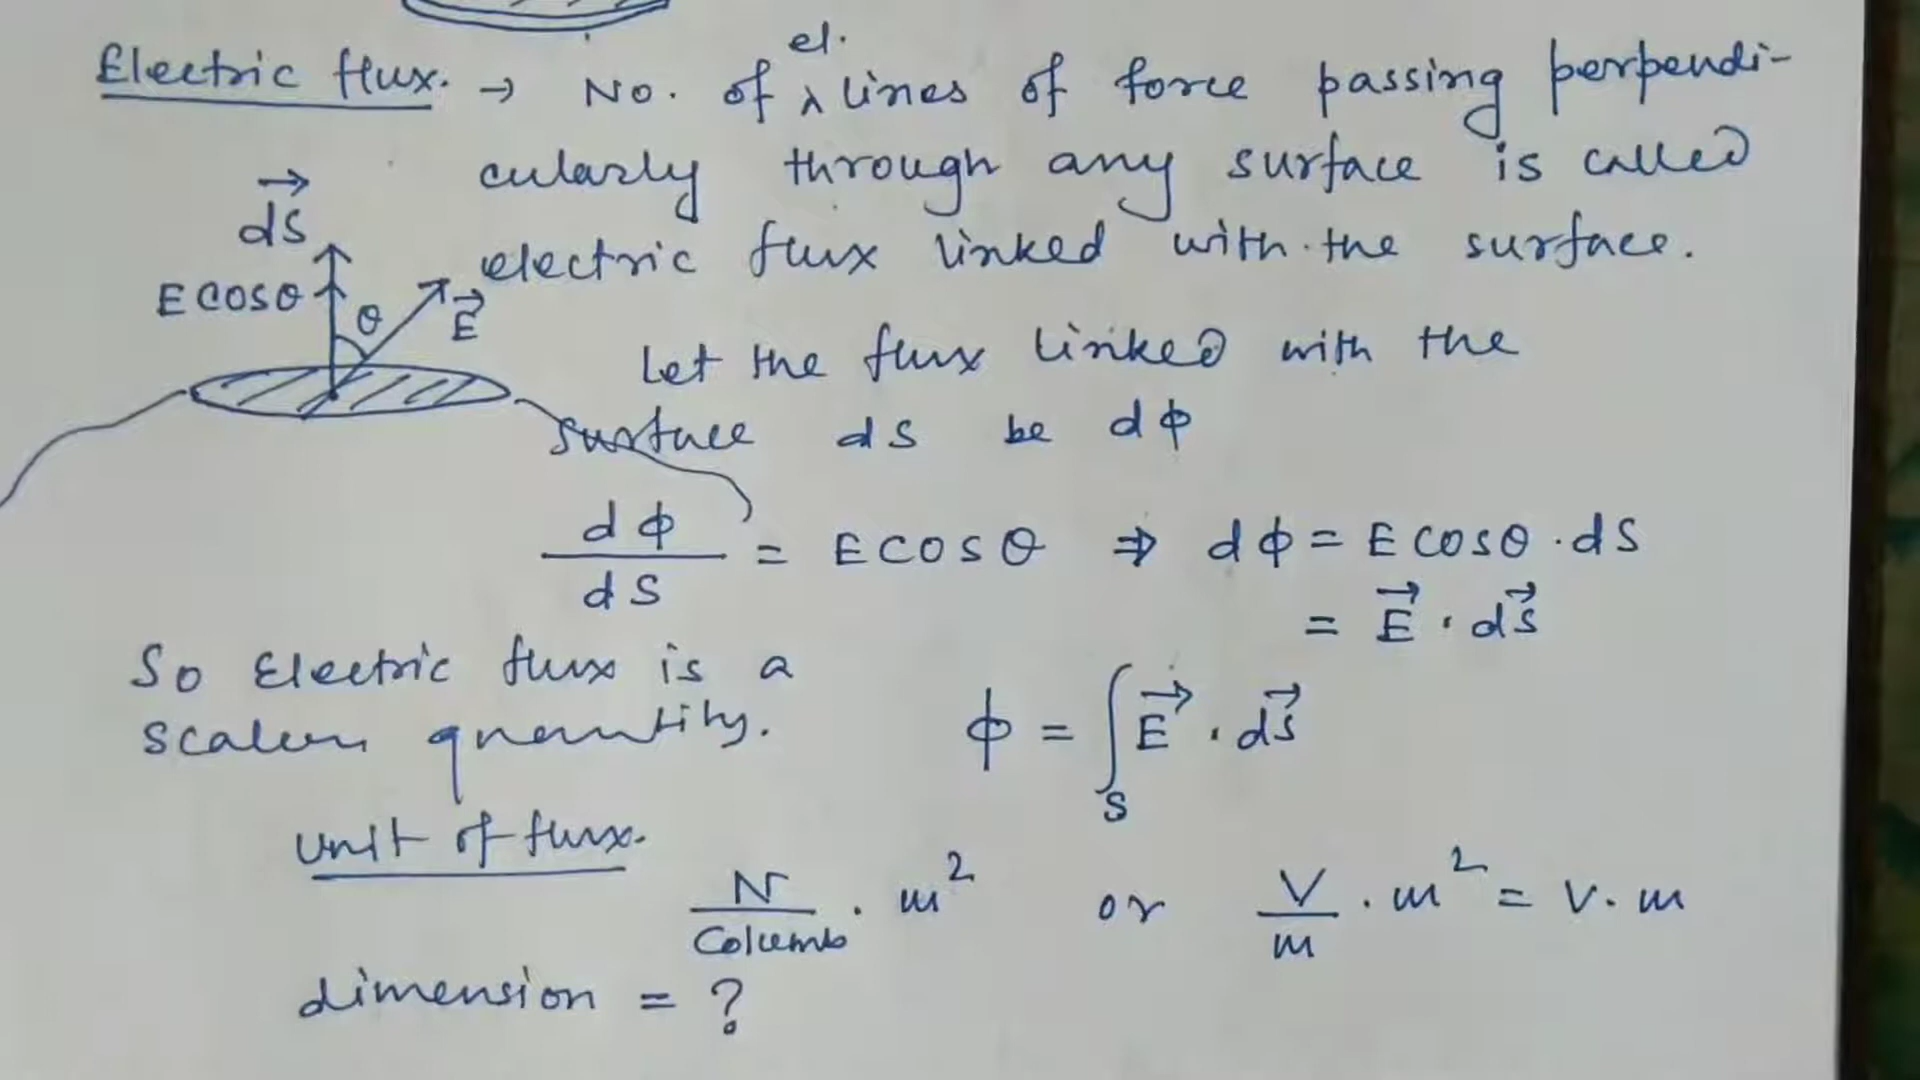 el.
Electric flux. → No. of λ lines of force passing perpendi-
cularly through any surface is called
electric flux linked with the surface.
dS⃗
E cosθ θ E⃗
Let the flux linked with the
surface ds be dϕ
dϕ/dS = E COS θ ⇒ dϕ = E cosθ . dS
= E⃗ . ds⃗
So Electric flux is a
scalar quantity.
ϕ = ∫S E⃗ . ds⃗
Unit of flux.
N/Columb . m² or V/m . m² = V. m
dimension = ?